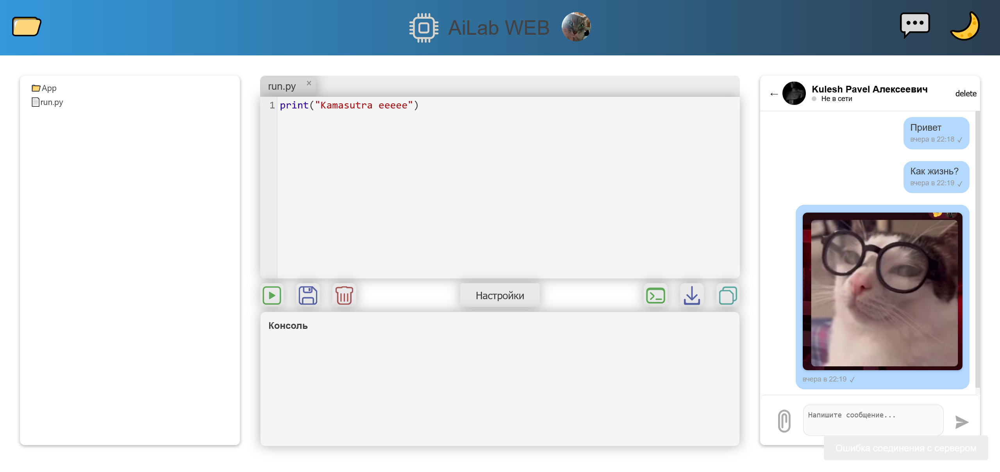 AiLab WEB
App
run.py
run.py ×
1 print("Kamasutra eeeee")
Настройки
Консоль
← Kulesh Pavel Алексеевич delete
Не в сети
Привет
вчера в 22:18 ✓
Как жизнь?
вчера в 22:19 ✓
вчера в 22:19 ✓
Напишите сообщение...
Ошибка соединения с сервером